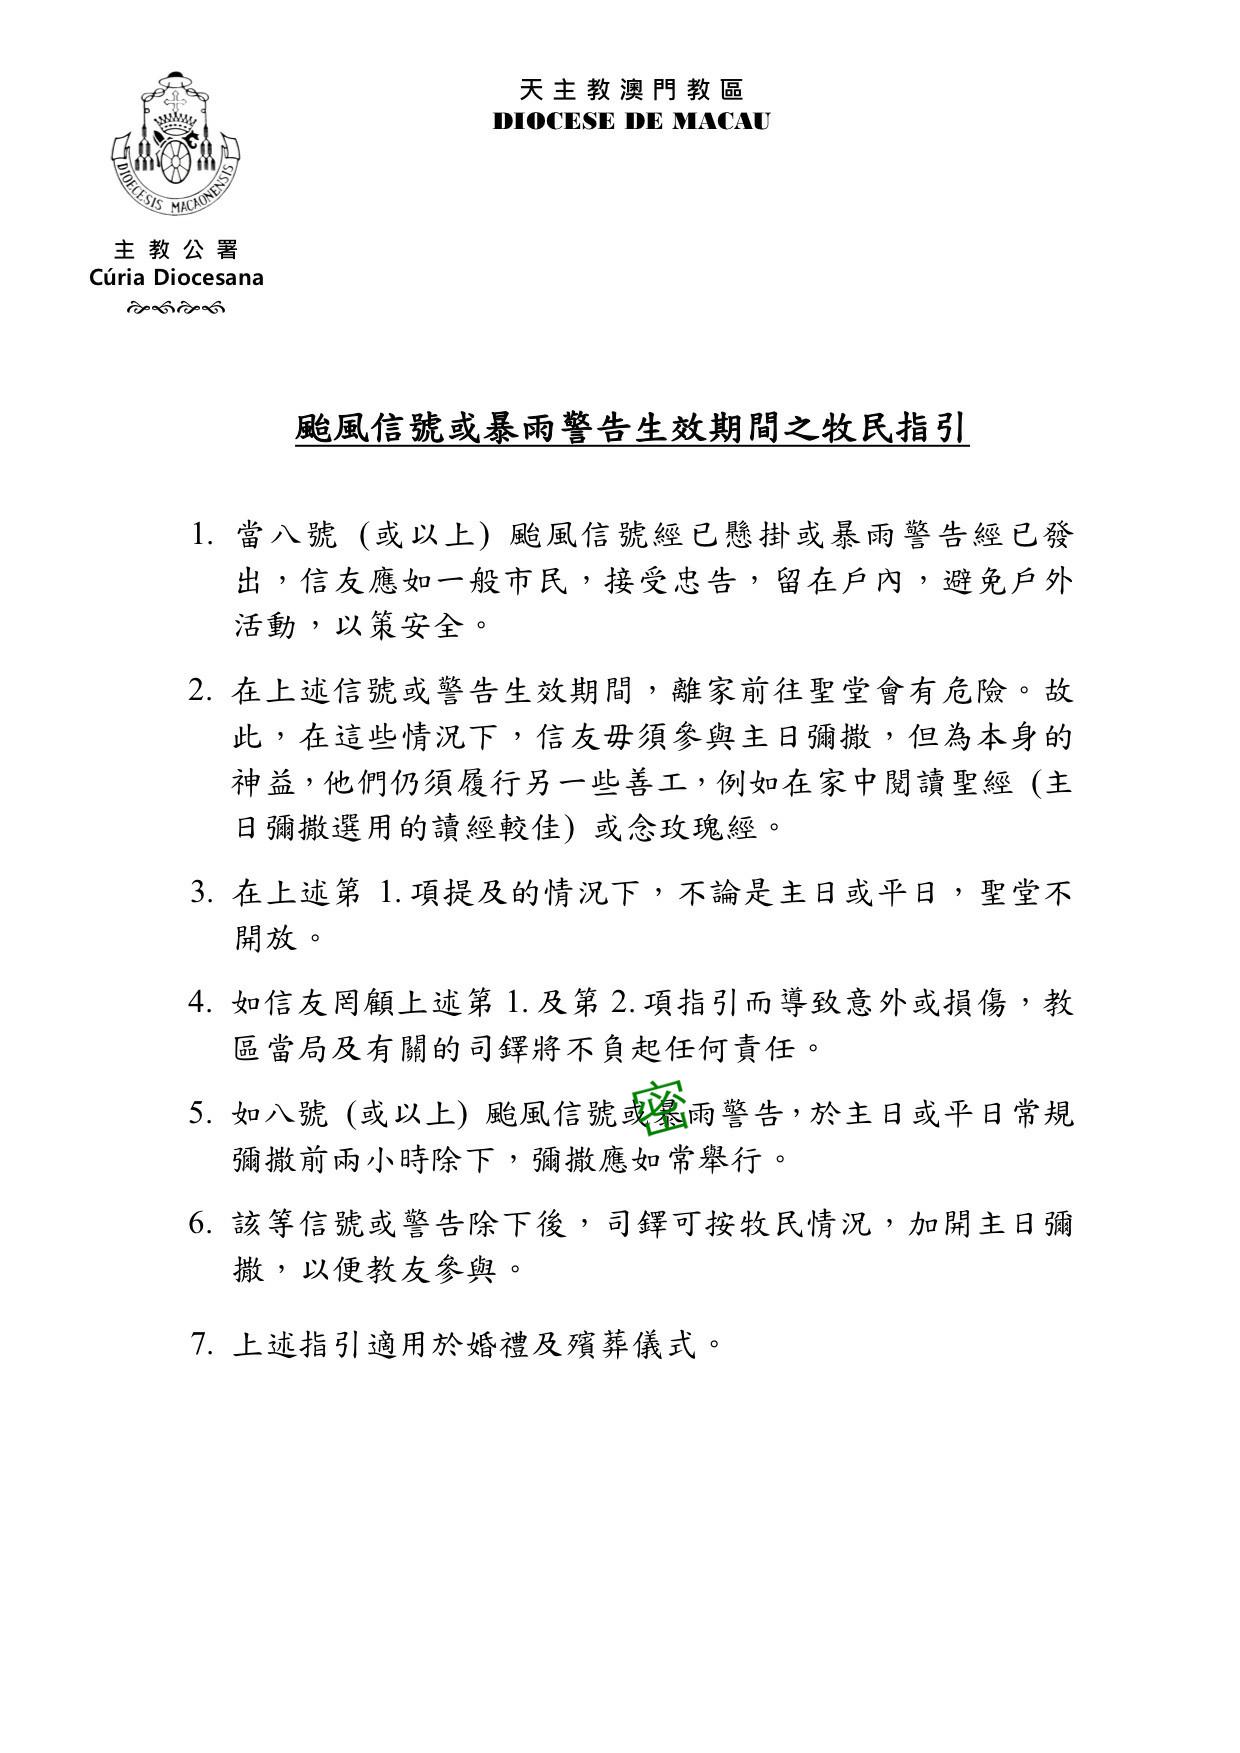 天主教澳門教區
DIOCESE DE MACAU
DIOECESIS MACAONENSIS
主教公署
Cúria Diocesana
颱風信號或暴雨警告生效期間之牧民指引
1. 當八號 (或以上) 颱風信號經已懸掛或暴雨警告經已發
出，信友應如一般市民，接受忠告，留在戶內，避免戶外
活動，以策安全。
2. 在上述信號或警告生效期間，離家前往聖堂會有危險。故
此，在這些情況下，信友毋須參與主日彌撒，但為本身的
神益，他們仍須履行另一些善工，例如在家中閱讀聖經 (主
日彌撒選用的讀經較佳) 或念玫瑰經。
3. 在上述第 1. 項提及的情況下，不論是主日或平日，聖堂不
開放。
4. 如信友罔顧上述第 1. 及第 2. 項指引而導致意外或損傷，教
區當局及有關的司鐸將不負起任何責任。
密
5. 如八號 (或以上) 颱風信號或暴雨警告，於主日或平日常規
彌撒前兩小時除下，彌撒應如常舉行。
6. 該等信號或警告除下後，司鐸可按牧民情況，加開主日彌
撒，以便教友參與。
7. 上述指引適用於婚禮及殯葬儀式。